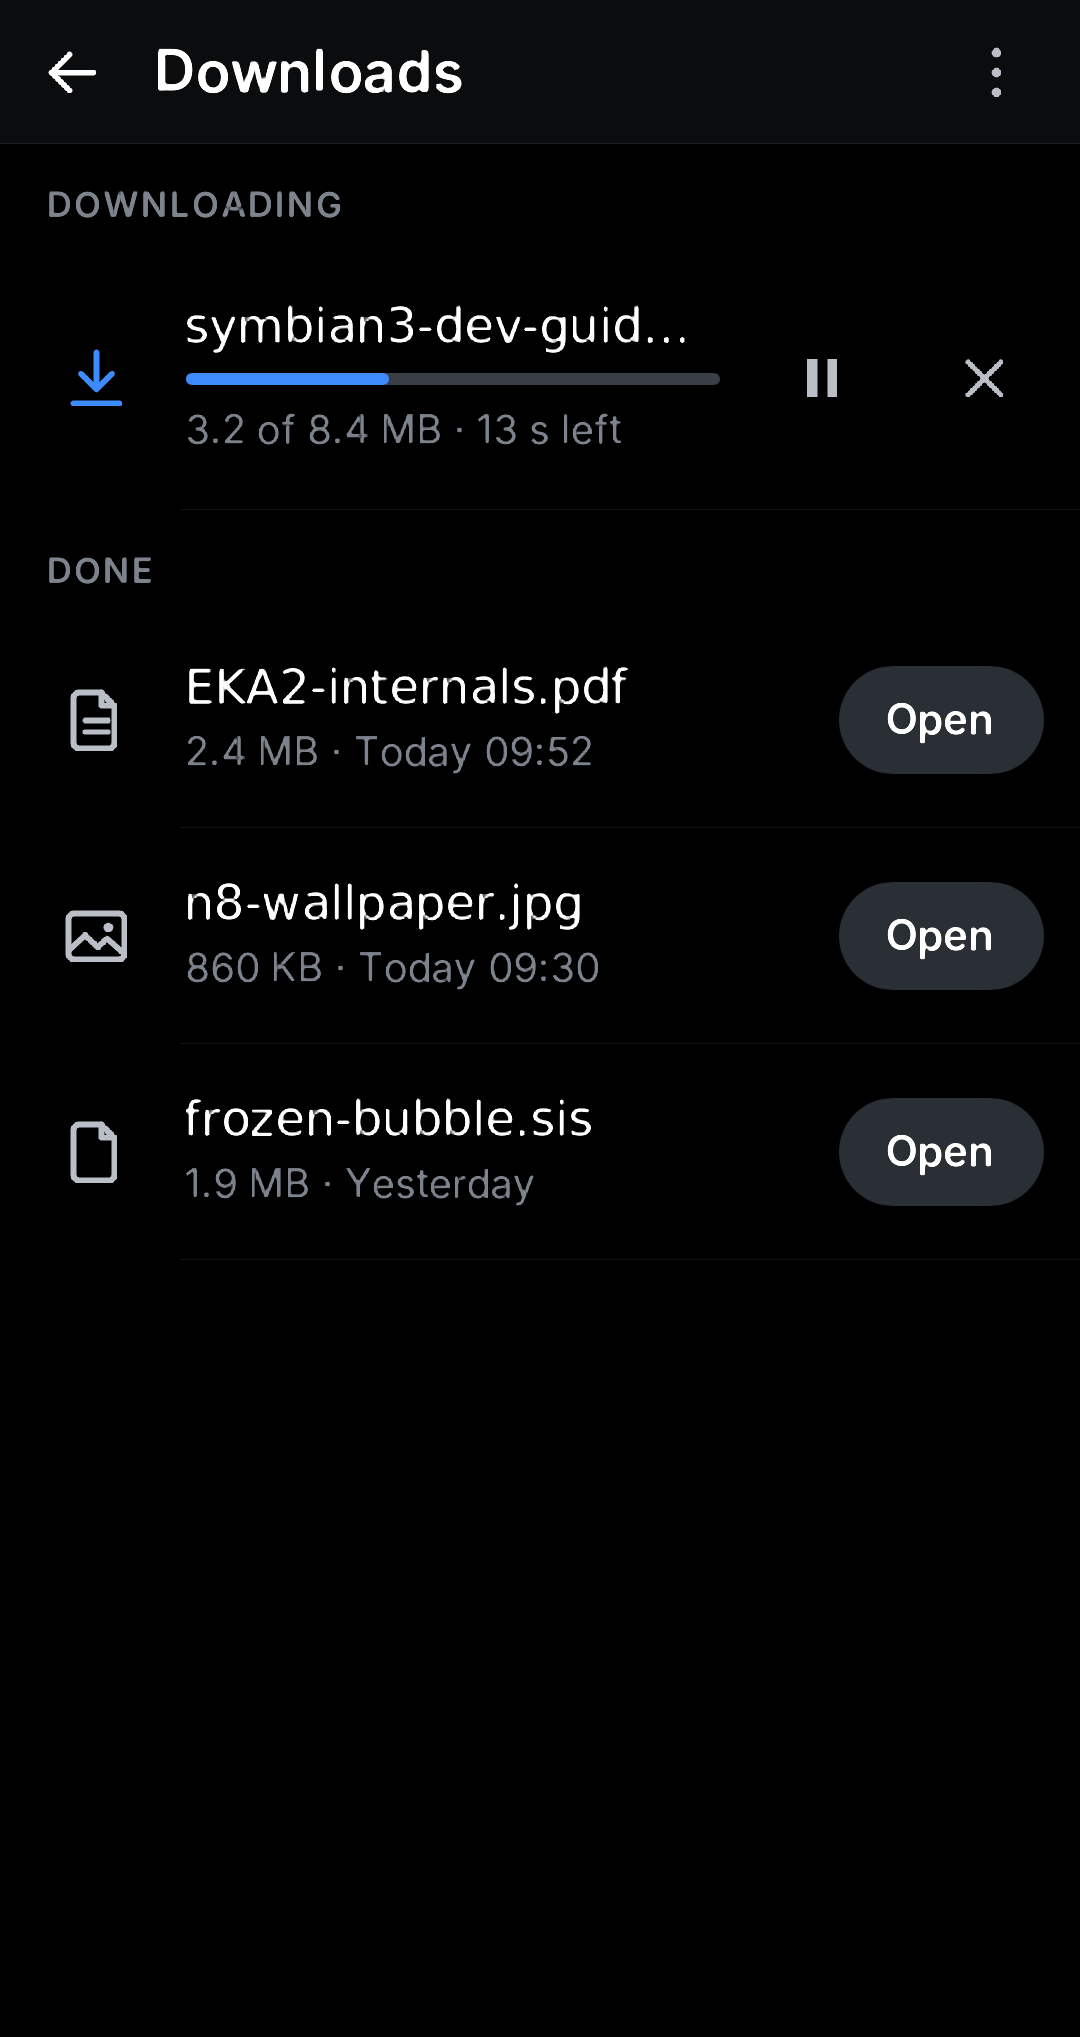 Downloads
DOWNLOADING
symbian3-dev-guid...
3.2 of 8.4 MB · 13 s left
DONE
EKA2-internals.pdf
2.4 MB · Today 09:52
Open
n8-wallpaper.jpg
860 KB · Today 09:30
Open
frozen-bubble.sis
1.9 MB · Yesterday
Open